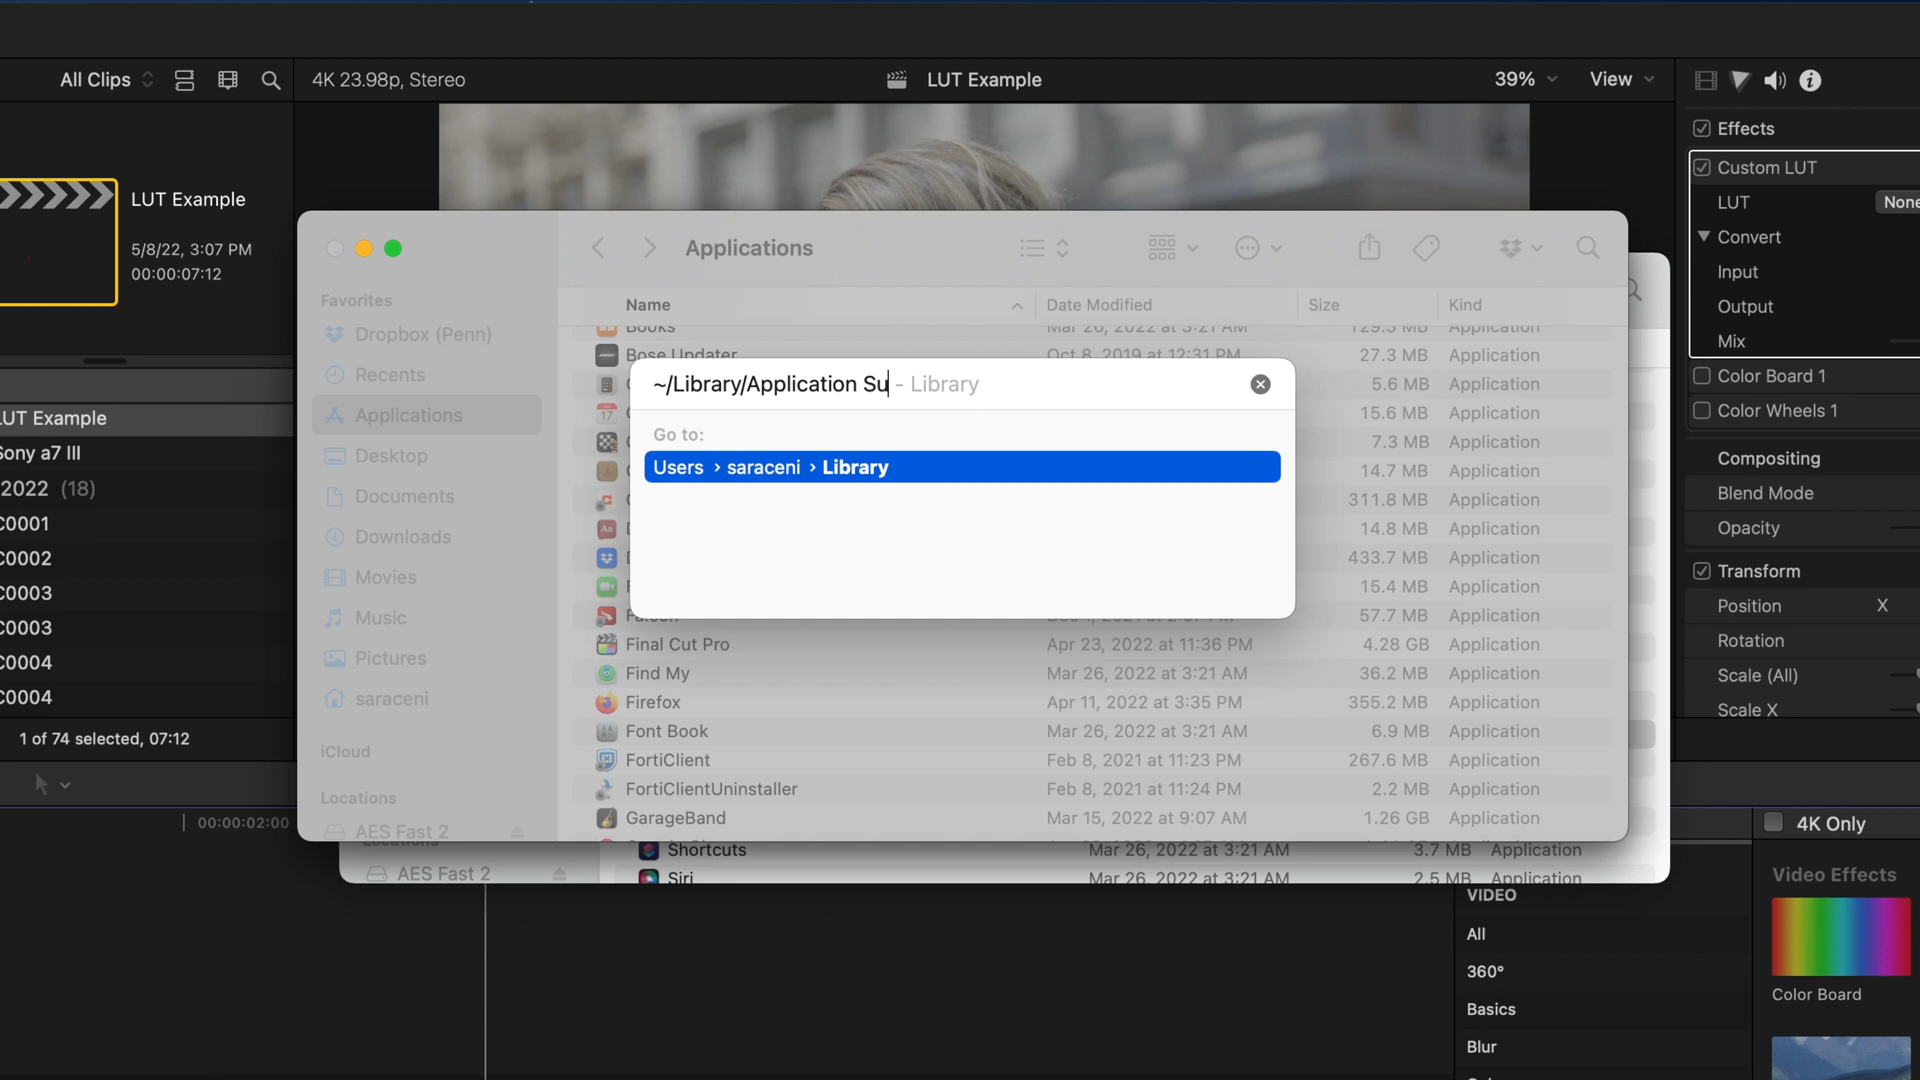 All Clips
4K 23.98p, Stereo
LUT Example
39%
View
LUT Example
5/8/22, 3:07 PM
00:00:07:12
LUT Example
Sony a7 III
2022 (18)
C0001
C0002
C0003
C0003
C0004
C0004
1 of 74 selected, 07:12
00:00:02:00
Applications
Favorites
Dropbox (Penn)
Recents
Applications
Desktop
Documents
Downloads
Movies
Music
Pictures
saraceni
iCloud
Locations
AES Fast 2
Locations
AES Fast 2
Name Date Modified Size Kind
Books Mar 26, 2022 at 3:21 AM 129.3 MB Application
Bose Updater Oct 8, 2019 at 12:31 PM 27.3 MB Application
5.6 MB Application
15.6 MB Application
7.3 MB Application
14.7 MB Application
311.8 MB Application
14.8 MB Application
433.7 MB Application
15.4 MB Application
57.7 MB Application
~/Library/Application Su – Library
Go to:
Users › saraceni › Library
Final Cut Pro Apr 23, 2022 at 11:36 PM 4.28 GB Application
Find My Mar 26, 2022 at 3:21 AM 36.2 MB Application
Firefox Apr 11, 2022 at 3:35 PM 355.2 MB Application
Font Book Mar 26, 2022 at 3:21 AM 6.9 MB Application
FortiClient Feb 8, 2021 at 11:23 PM 267.6 MB Application
FortiClientUninstaller Feb 8, 2021 at 11:24 PM 2.2 MB Application
GarageBand Mar 15, 2022 at 9:07 AM 1.26 GB Application
Shortcuts Mar 26, 2022 at 3:21 AM 3.7 MB Application
Siri Mar 26, 2022 at 3:21 AM 2.5 MB Application
Effects
Custom LUT
LUT None
Convert
Input
Output
Mix
Color Board 1
Color Wheels 1
Compositing
Blend Mode
Opacity
Transform
Position X
Rotation
Scale (All)
Scale X
4K Only
VIDEO
All
360°
Basics
Blur
Video Effects
Color Board